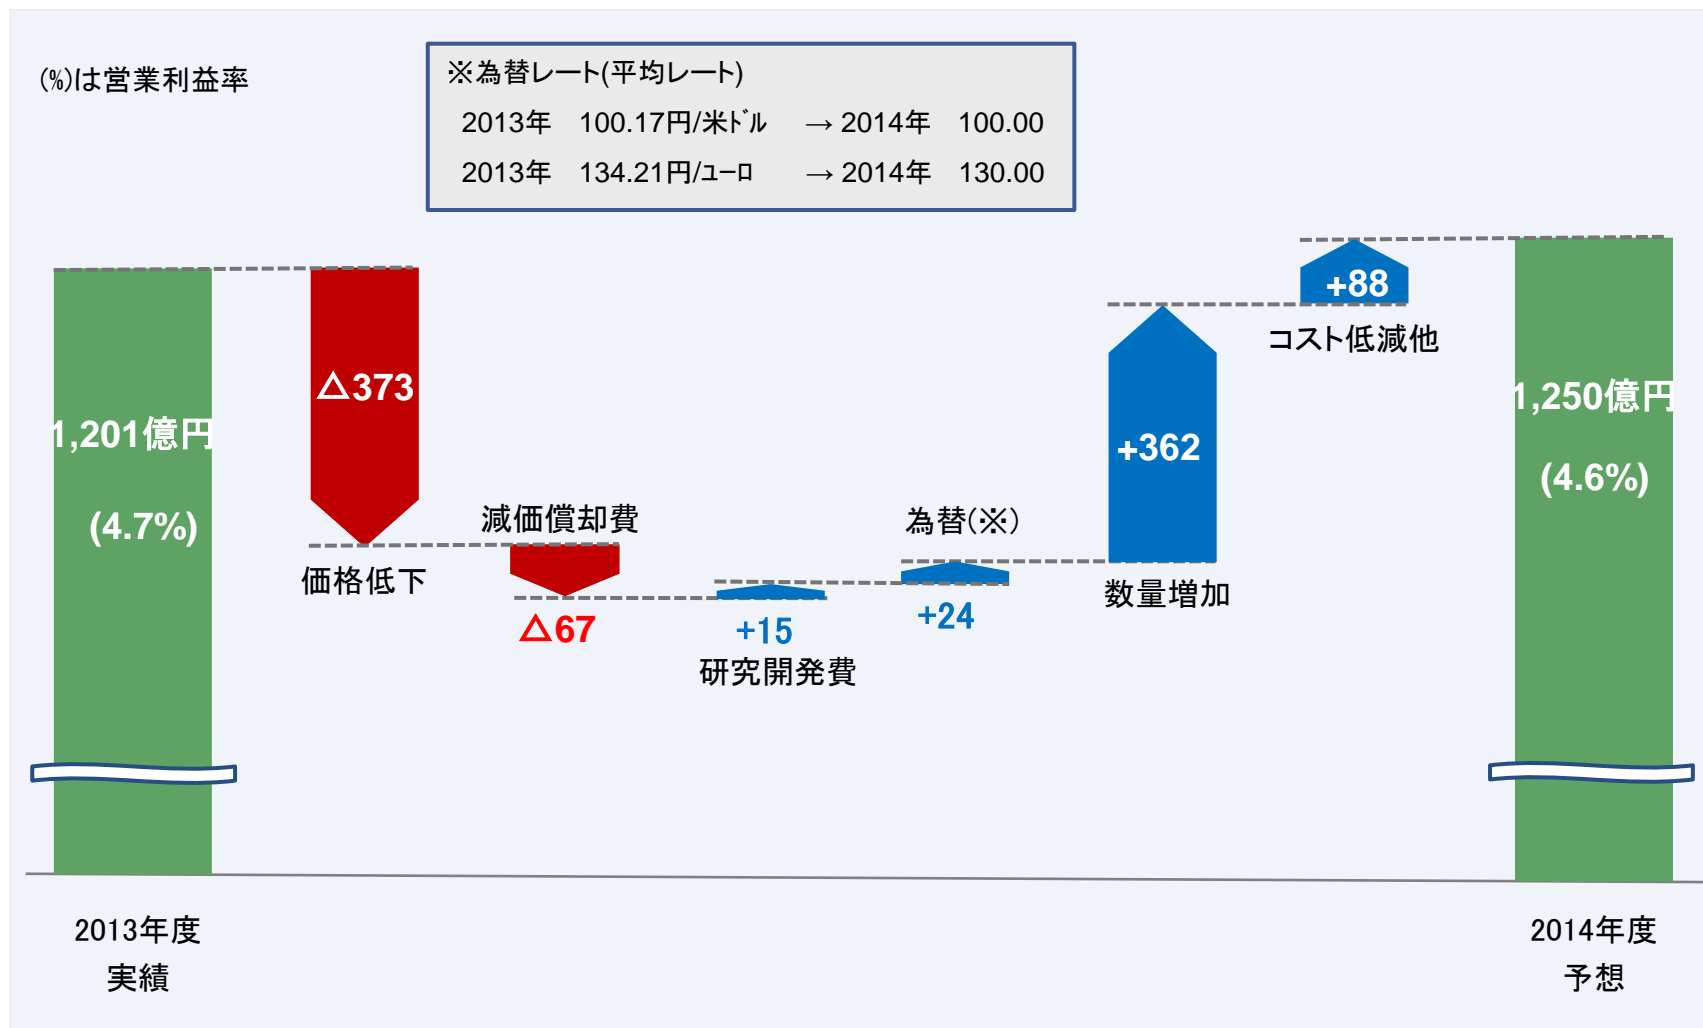 (%)は営業利益率
※為替レート(平均レート)
2013年 100.17円/米ﾄﾞﾙ → 2014年 100.00
2013年 134.21円/ﾕｰﾛ → 2014年 130.00
+88
コスト低減他
△373
1,201億円
(4.7%)
1,250億円
(4.6%)
+362
減価償却費
為替(※)
価格低下
数量増加
△67
+15
+24
研究開発費
2013年度
実績
2014年度
予想